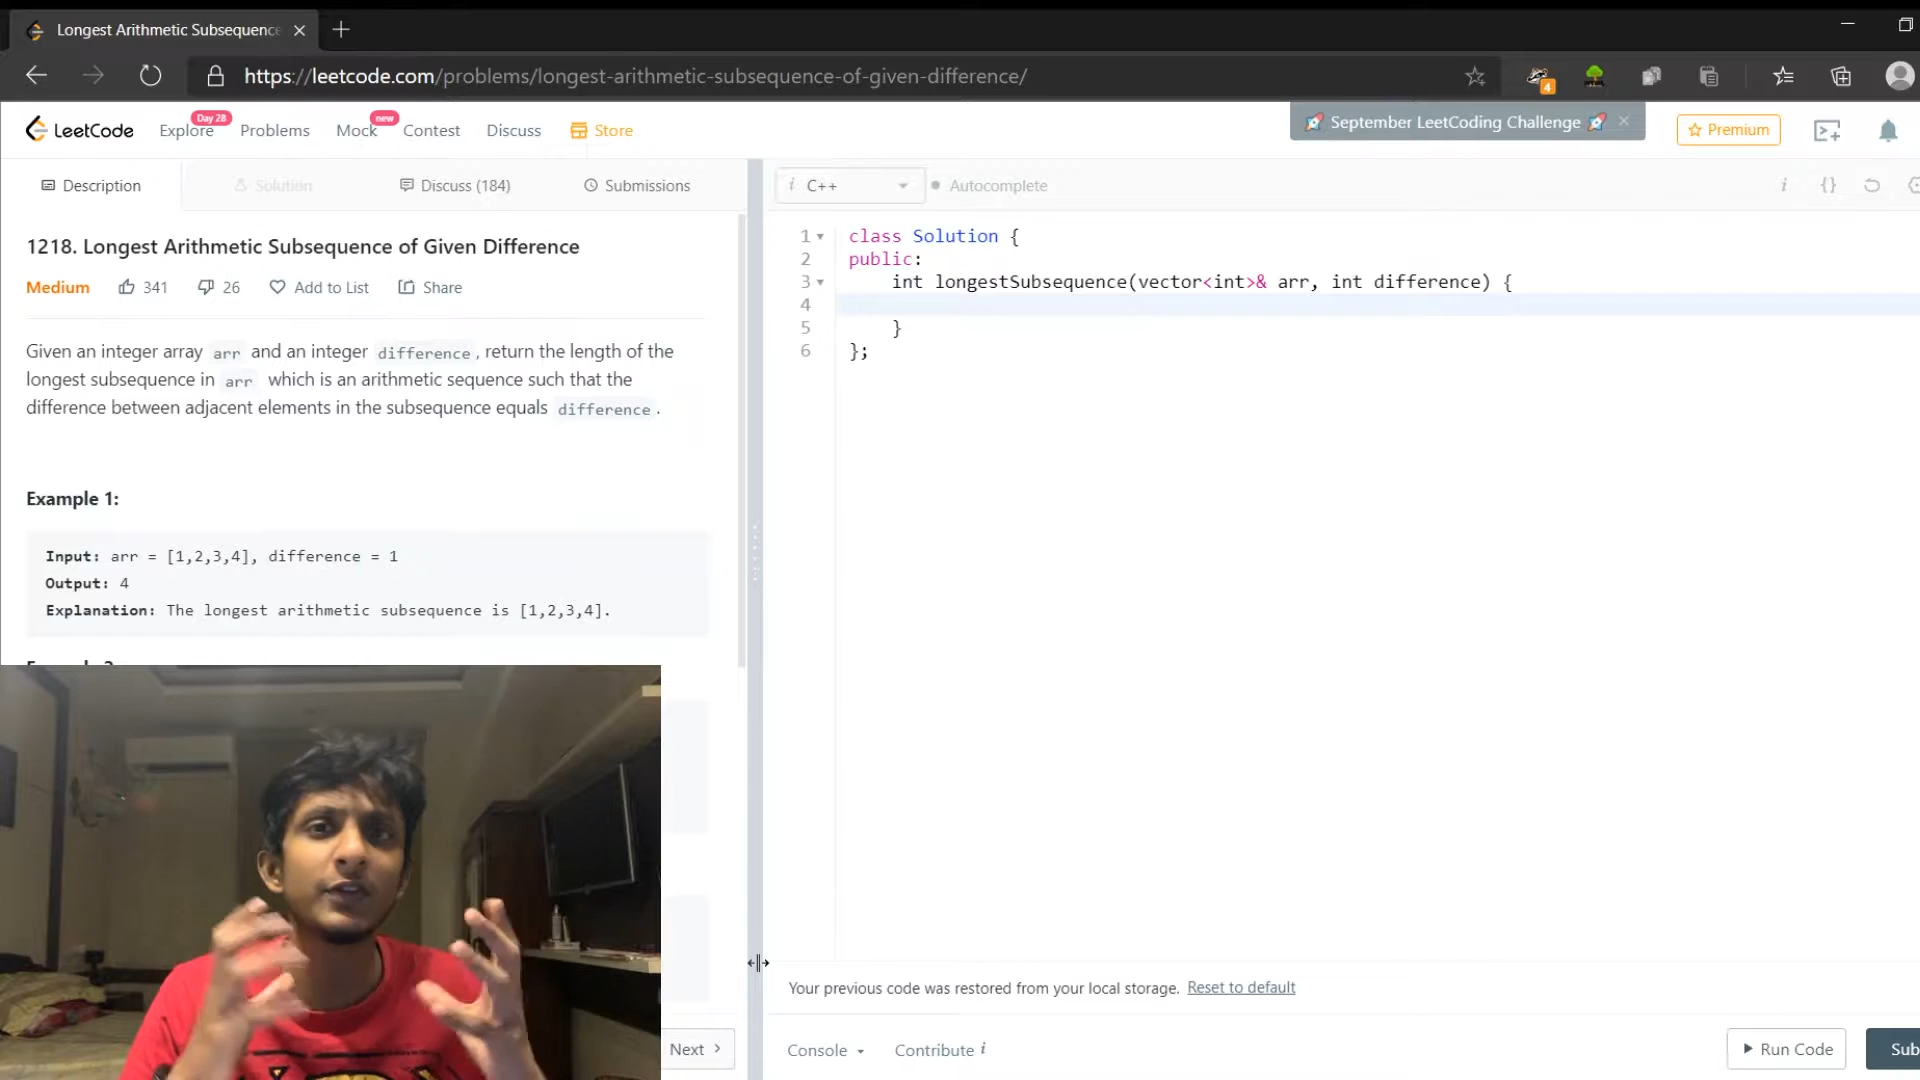 Longest Arithmetic Subsequence
https://leetcode.com/problems/longest-arithmetic-subsequence-of-given-difference/
4
LeetCode
Explore
Day 28
Problems
Mock
new
Contest
Discuss
Store
September LeetCoding Challenge
Premium
Description
Solution
Discuss (184)
Submissions
i C++
Autocomplete
1218. Longest Arithmetic Subsequence of Given Difference
Medium 341 26 Add to List Share
Given an integer array arr and an integer difference, return the length of the
longest subsequence in arr which is an arithmetic sequence such that the
difference between adjacent elements in the subsequence equals difference.
Example 1:
Input: arr = [1,2,3,4], difference = 1
Output: 4
Explanation: The longest arithmetic subsequence is [1,2,3,4].
1 class Solution {
2 public:
3 int longestSubsequence(vector<int>& arr, int difference) {
4
5 }
6 };
Your previous code was restored from your local storage. Reset to default
Next
Console
Contribute i
Run Code
Sub